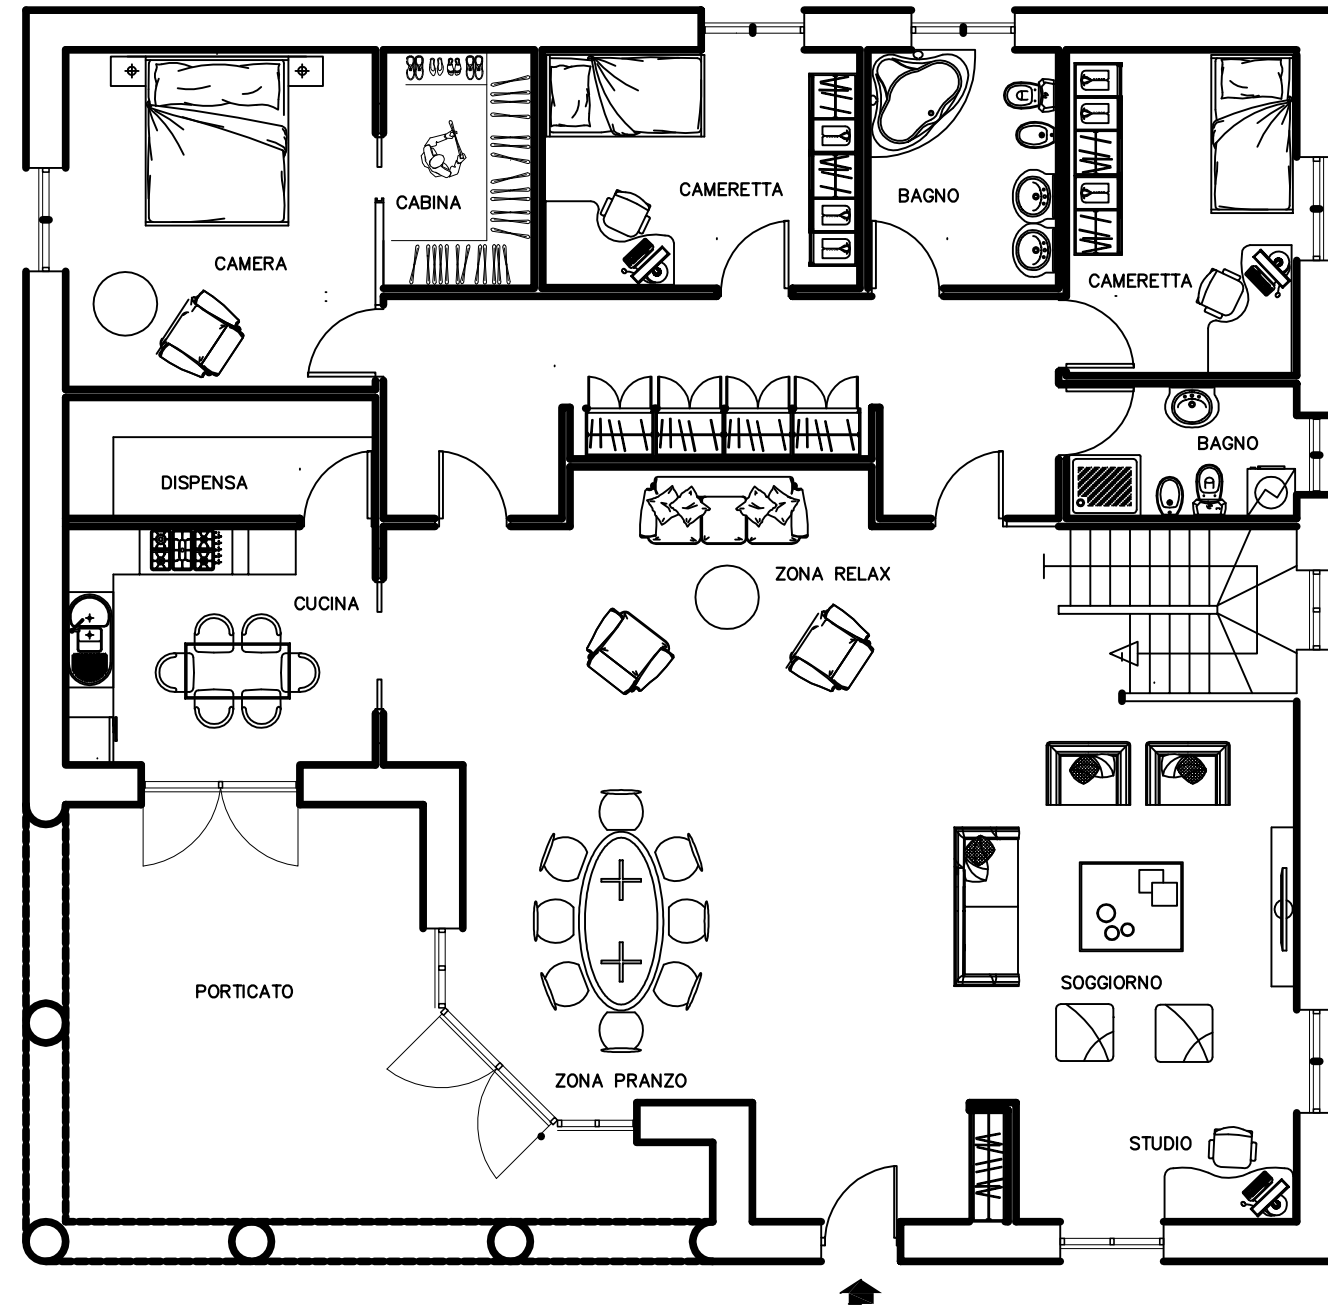 CAMERETTA
BAGNO
CABINA
CAMERA
CAMERETTA
BAGNO
DISPENSA
ZONA RELAX
CUCINA
SOGGIORNO
PORTICATO
ZONA PRANZO
STUDIO